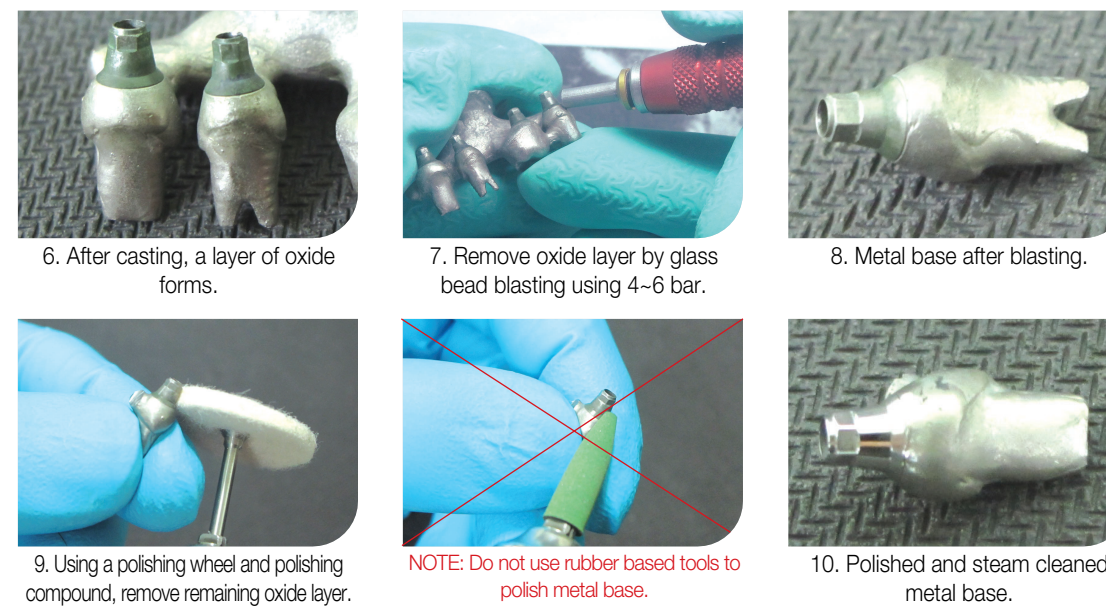 6. After casting, a layer of oxide
forms.
7. Remove oxide layer by glass
bead blasting using 4~6 bar.
8. Metal base after blasting.
9. Using a polishing wheel and polishing
compound, remove remaining oxide layer.
NOTE: Do not use rubber based tools to
polish metal base.
10. Polished and steam cleaned
metal base.